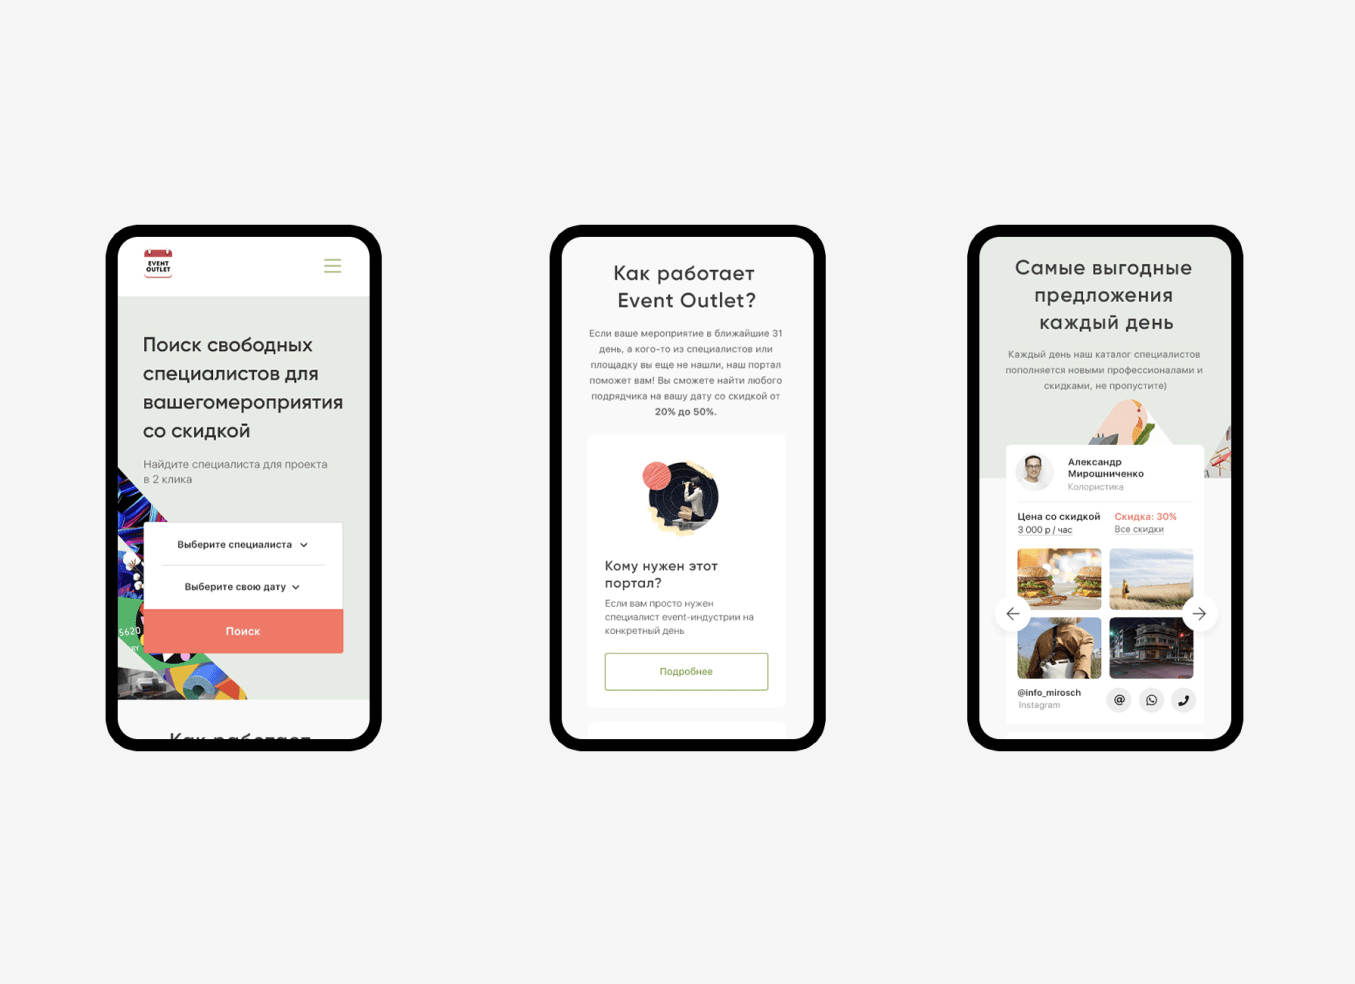 EVENT
OUTLET
Поиск свободных
специалистов для
вашегомероприятия
со скидкой
Найдите специалиста для проекта
в 2 клика
Выберите специалиста
Выберите свою дату
5620
BY
Поиск
Как работает
Как работает
Event Outlet?
Если ваше мероприятие в ближайшие 31
день, а кого-то из специалистов или
площадку вы еще не нашли, наш портал
поможет вам! Вы сможете найти любого
подрядчика на вашу дату со скидкой от
20% до 50%.
Кому нужен этот
портал?
Если вам просто нужен
специалист event-индустрии на
конкретный день
Подробнее
Самые выгодные
предложения
каждый день
Каждый день наш каталог специалистов
пополняется новыми профессионалами и
скидками, не пропустите)
Александр
Мирошниченко
Колористика
Цена со скидкой
3 000 р / час
Скидка: 30%
Все скидки
@info_mirosch
Instagram